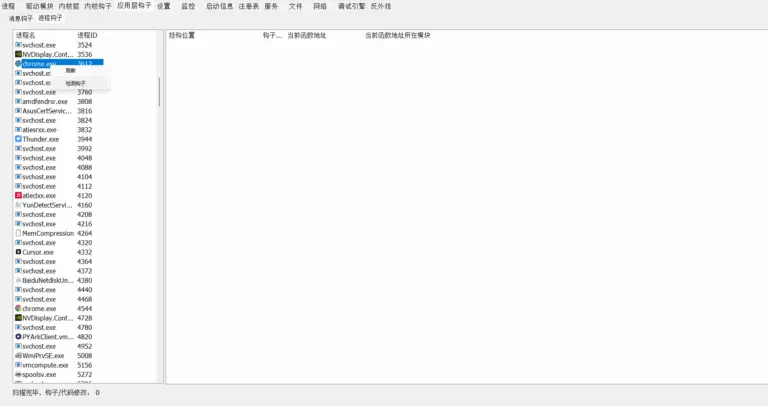 进程 驱动模块 内核层 内核钩子 应用层钩子 设置 监控 启动信息 注册表 服务 文件 网络 调试引擎 反外挂
消息钩子 进程钩子
进程名 进程ID 挂钩位置 钩子... 当前函数地址 当前函数地址所在模块
svchost.exe 3524
NVDisplay.Cont... 3536
chrome.exe 3612
svchost.e 刷新
svchost.e 检测钩子
svchost.exe 3760
amdfendrsr.exe 3808
AsusCertServic... 3816
svchost.exe 3824
atiesrxx.exe 3832
Thunder.exe 3944
svchost.exe 3992
svchost.exe 4048
svchost.exe 4088
svchost.exe 4104
svchost.exe 4112
atieclxx.exe 4120
YunDetectServi... 4160
svchost.exe 4208
svchost.exe 4216
MemCompression 4264
svchost.exe 4320
Cursor.exe 4332
svchost.exe 4364
svchost.exe 4372
BaiduNetdiskUn... 4380
svchost.exe 4440
svchost.exe 4468
chrome.exe 4544
NVDisplay.Cont... 4728
svchost.exe 4780
PYArkClient.vm... 4820
svchost.exe 4952
WmiPrvSE.exe 5008
vmcompute.exe 5156
spoolsv.exe 5272
扫描完毕，钩子/代码修改， 0